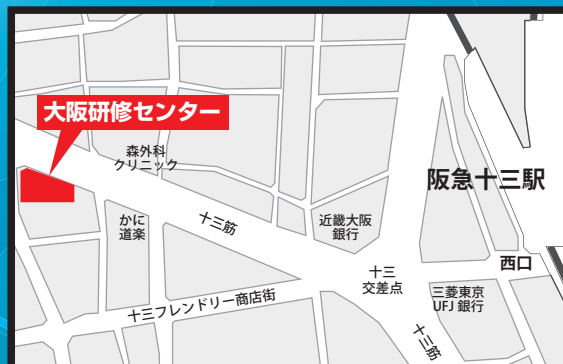 大阪研修センター
森外科
クリニック
阪急十三駅
かに
道楽
十三筋
近畿大阪
銀行
西口
十三
交差点
三菱東京
UFJ 銀行
十三フレンドリー商店街
十三筋